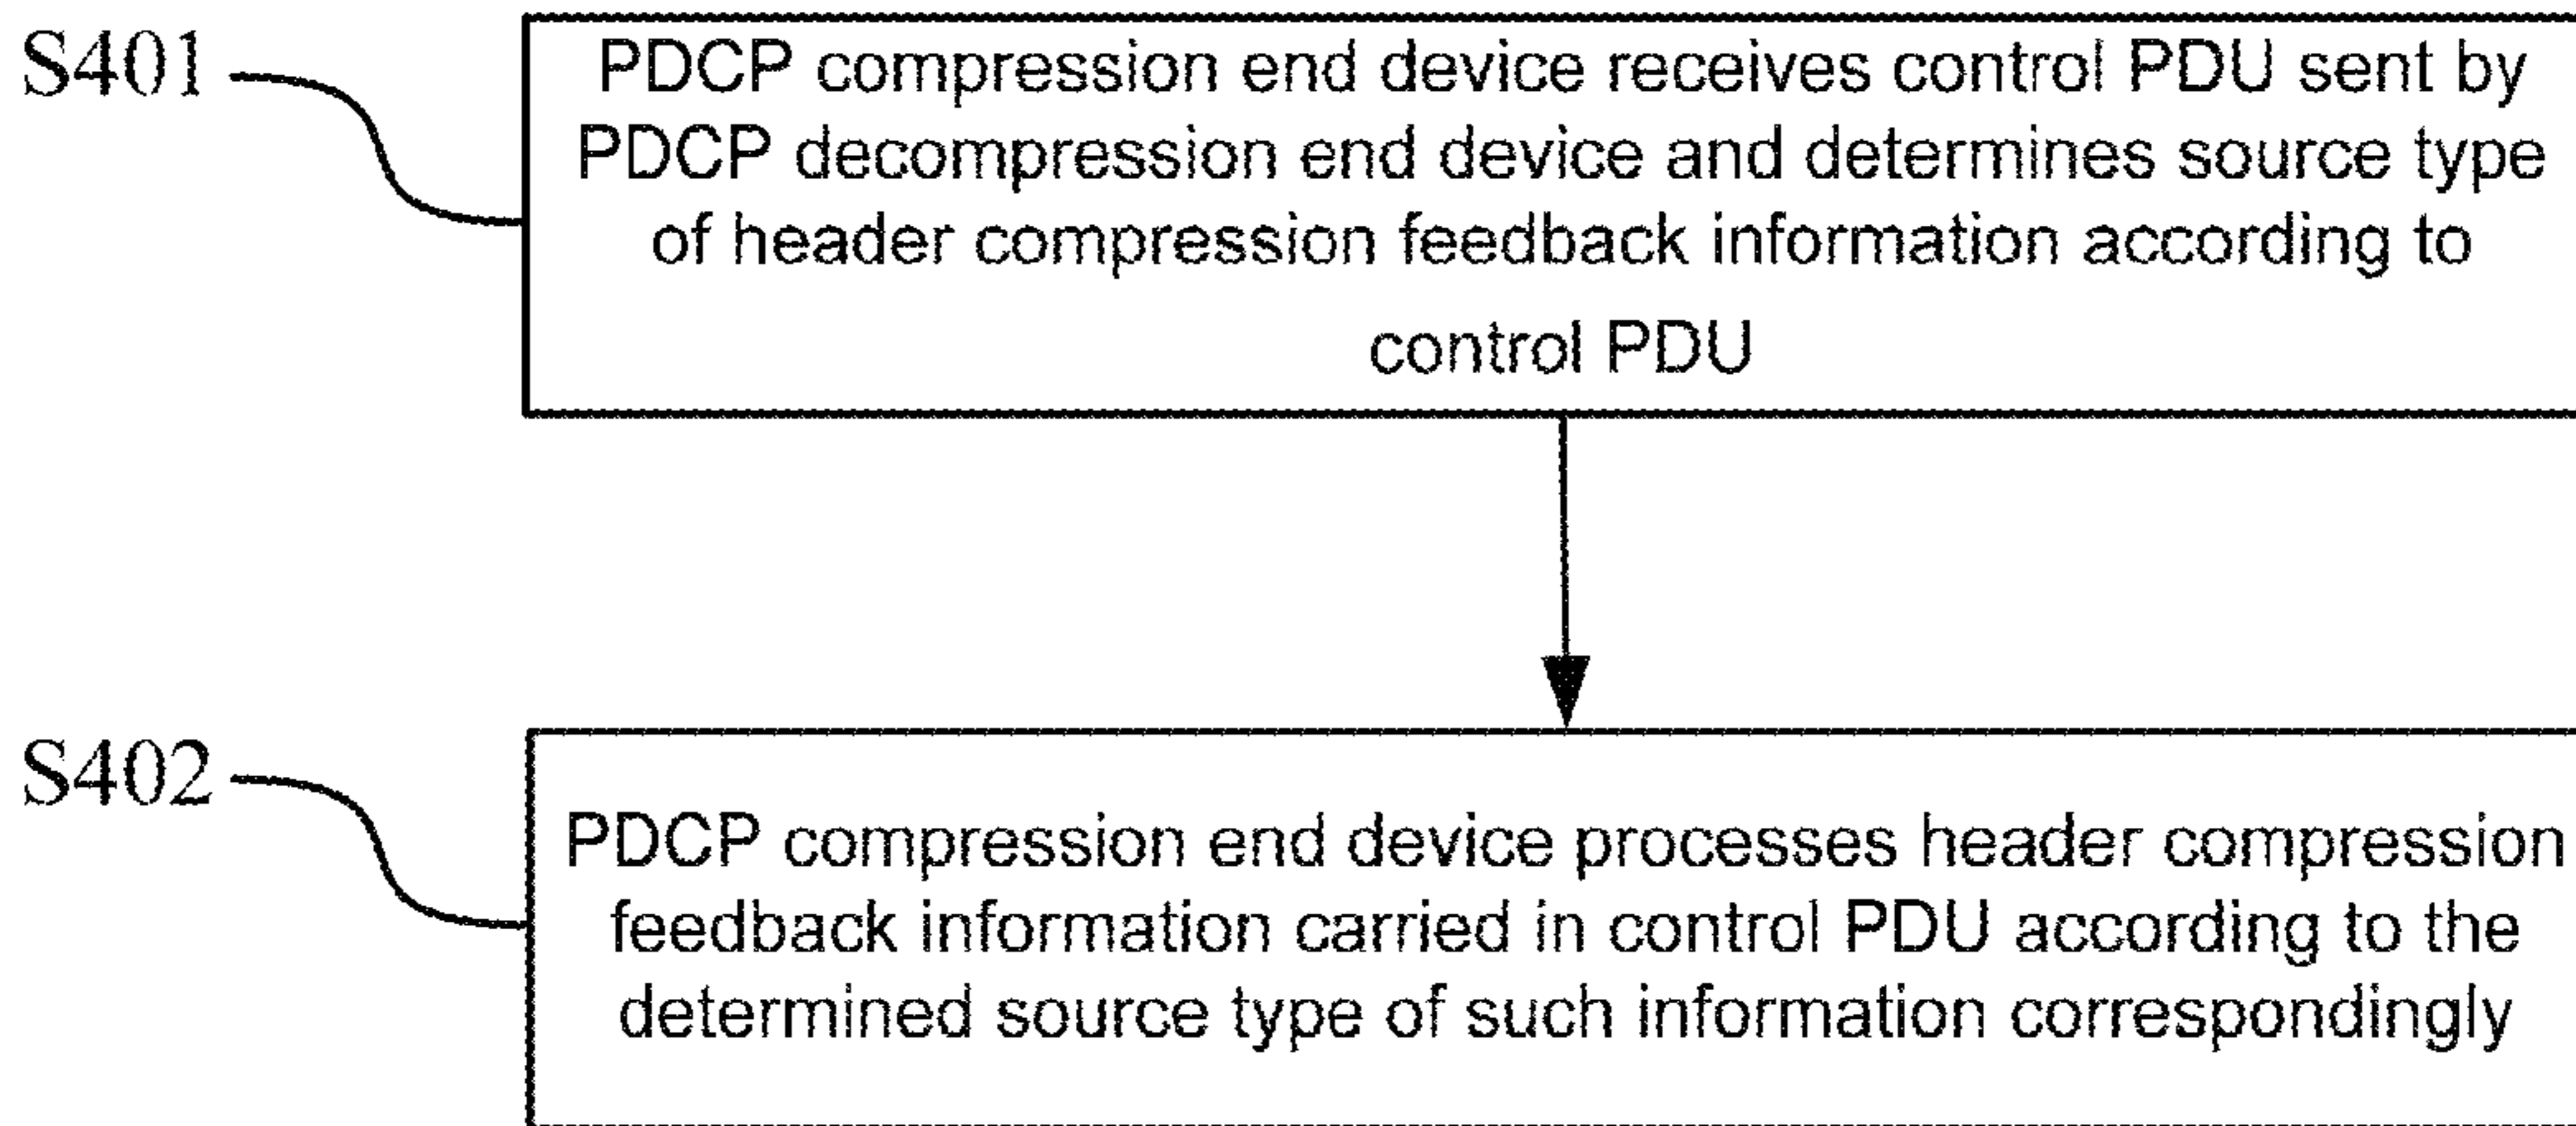 S401
PDCP compression end device receives control PDU sent by
PDCP decompression end device and determines source type
of header compression feedback information according to
control PDU
S402
PDCP compression end device processes header compression
feedback information carried in control PDU according to the
determined source type of such information correspondingly